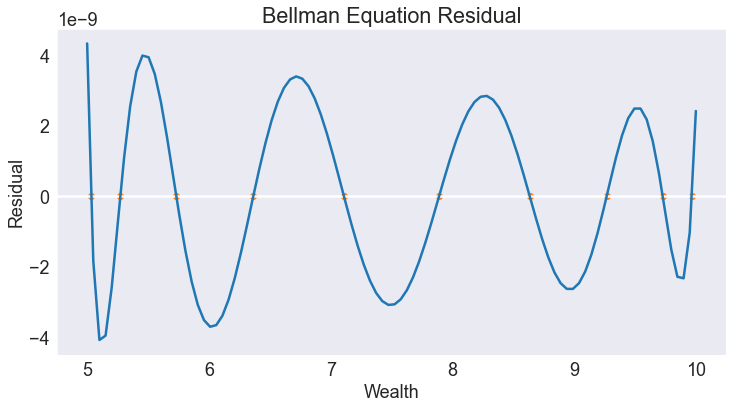 Bellman Equation Residual
1e−9
4
2
0
−2
−4
Residual
5 6 7 8 9 10
Wealth